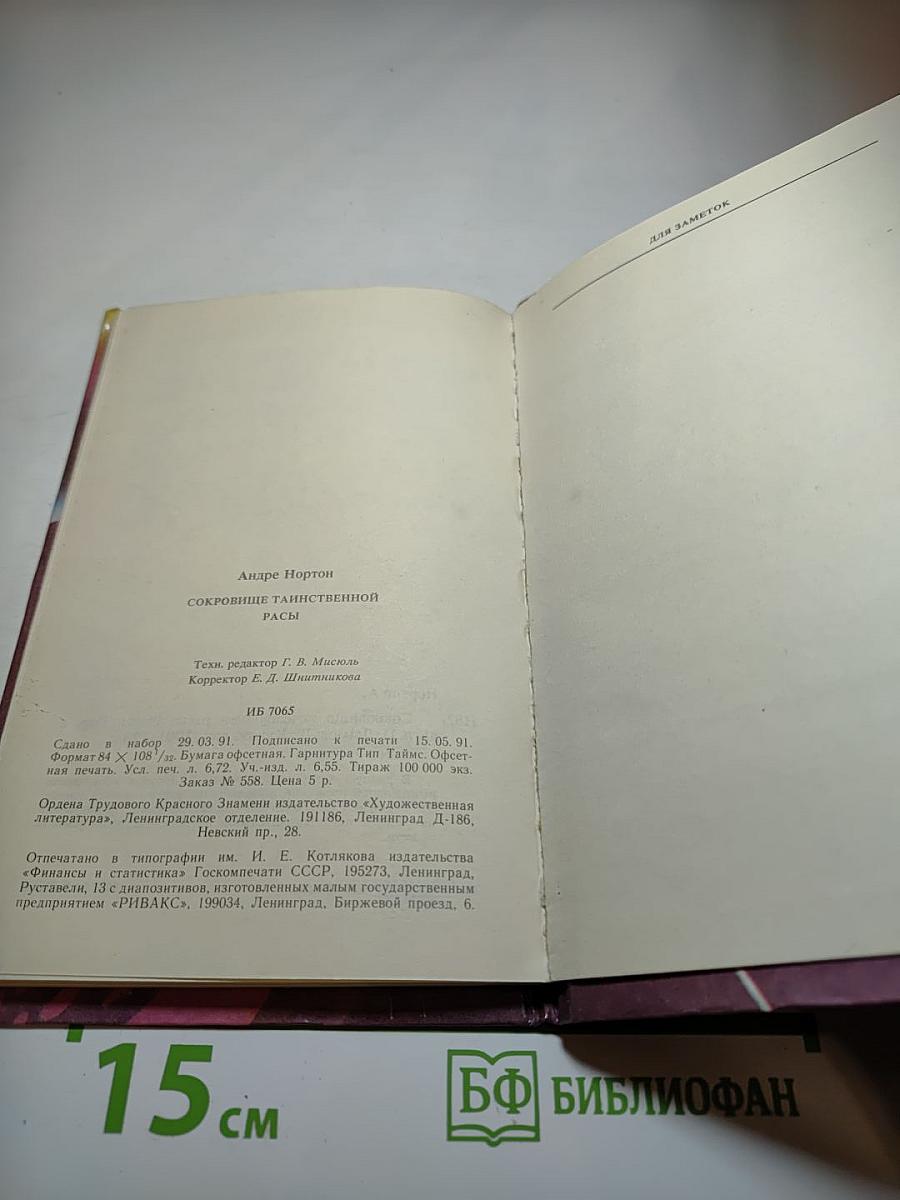 Андре Нортон
СОКРОВИЩЕ ТАИНСТВЕННОЙ
РАСЫ
Техн. редактор Г. В. Мисюль
Корректор Е. Д. Шнитникова
ИБ 7065
Сдано в набор 29.03.91. Подписано к печати 15.05.91.
Формат 84 × 108 1/32. Бумага офсетная. Гарнитура Тип Таймс. Офсет-
ная печать. Усл. печ. л. 6,72. Уч.-изд. л. 6,55. Тираж 100 000 экз.
Заказ № 558. Цена 5 р.
Ордена Трудового Красного Знамени издательство «Художественная
литература», Ленинградское отделение. 191186, Ленинград Д-186,
Невский пр., 28.
Отпечатано в типографии им. И. Е. Котлякова издательства
«Финансы и статистика» Госкомпечати СССР, 195273, Ленинград,
Руставели, 13 с диапозитивов, изготовленных малым государственным
предприятием «РИВАКС», 199034, Ленинград, Биржевой проезд, 6.
ДЛЯ ЗАМЕТОК
15 см
БФ БИБЛИОФАН